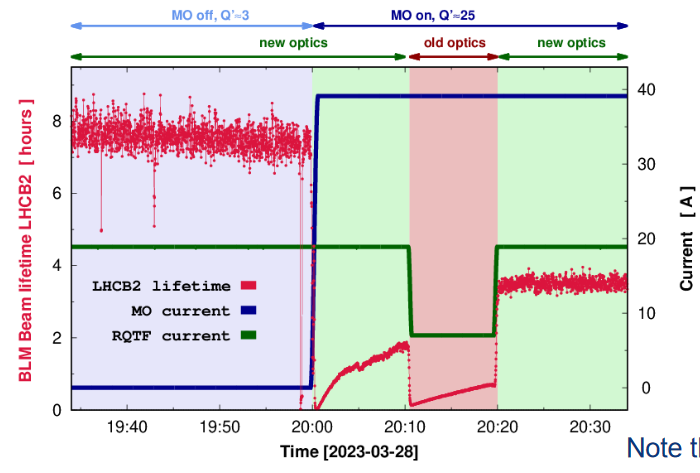 MO off, Q'≈3 MO on, Q'≈25
new optics old optics new optics
BLM Beam lifetime LHCB2 [ hours ]
8
6
4
2
0
LHCB2 lifetime
MO current
RQTF current
40
30
20
10
0
Current [ A ]
19:40 19:50 20:00 20:10 20:20 20:30
Time [2023-03-28]
Note th